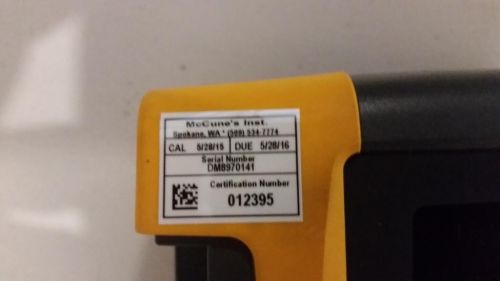 McCune's Inst.
Spokane, WA * (509) 534-7774
CAL 5/28/15 DUE 5/28/16
Serial Number
DM8970141
Certification Number
012395